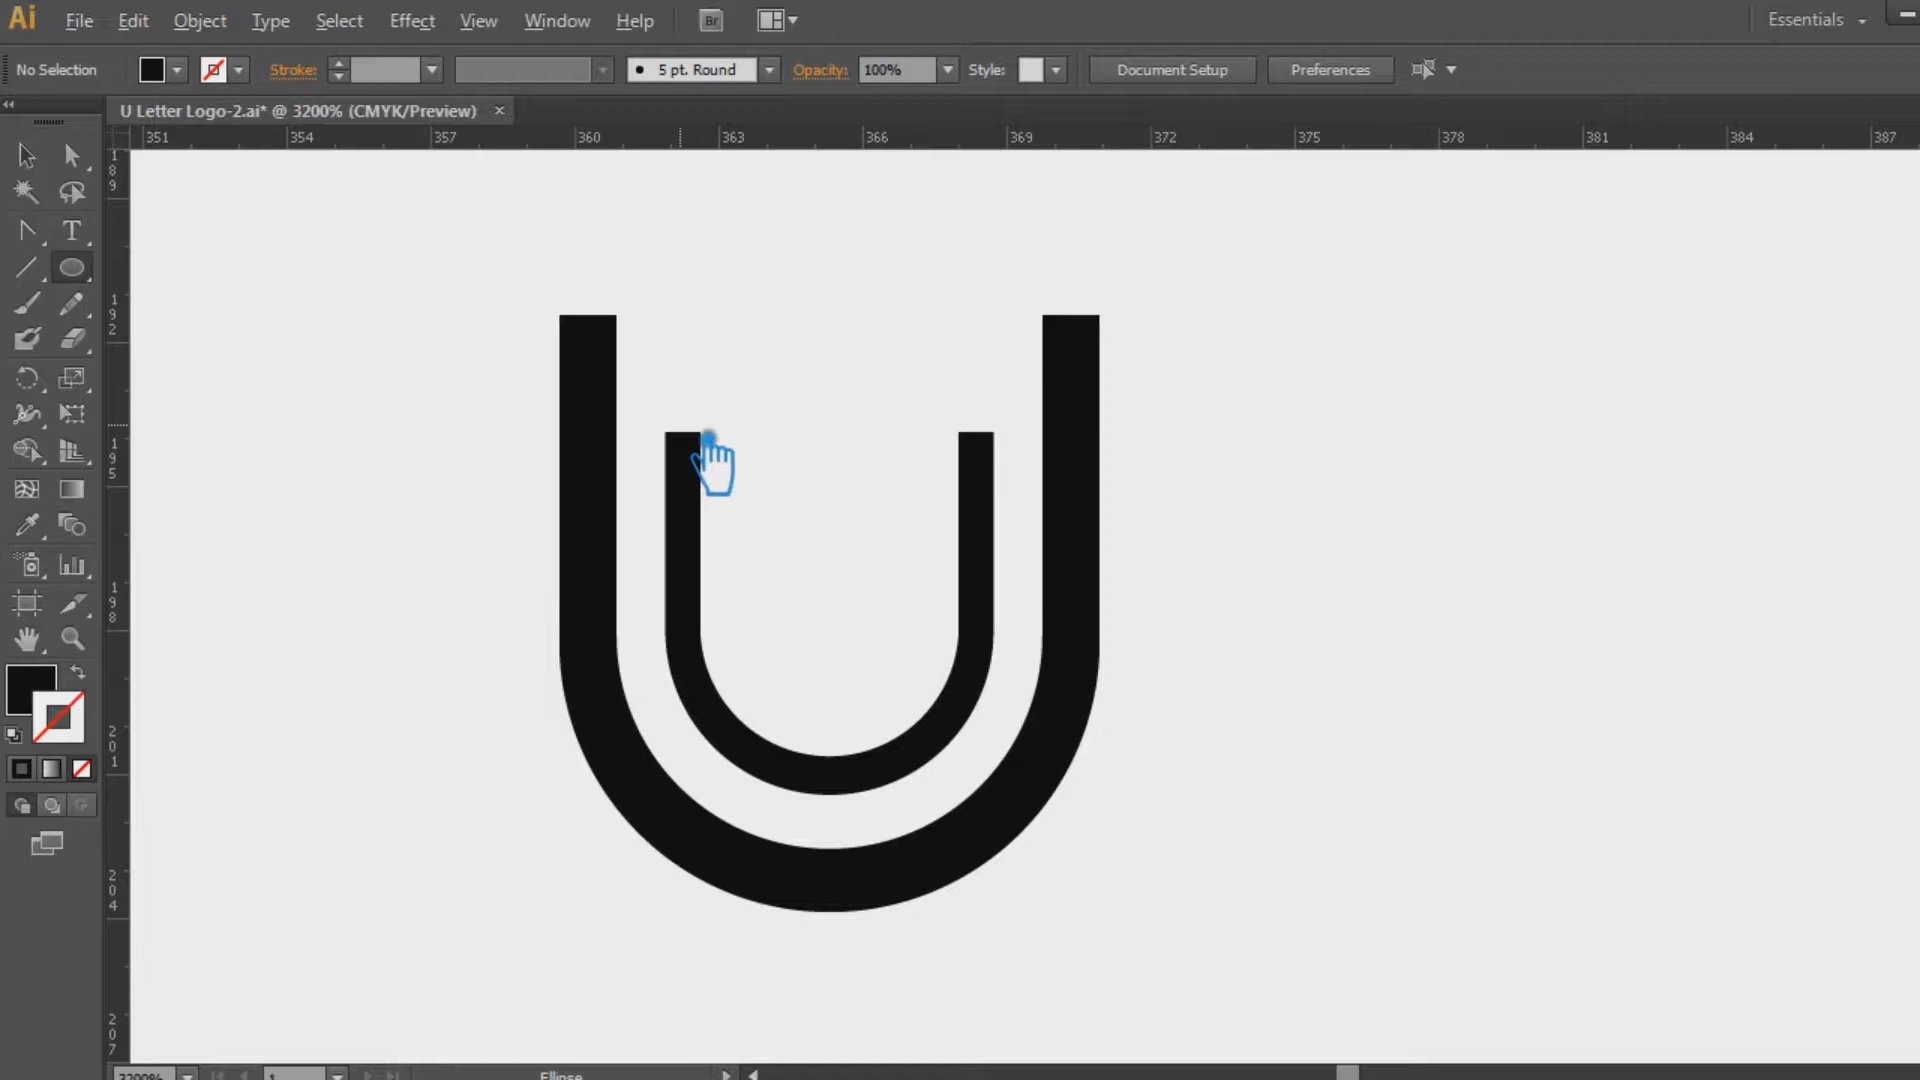 Ai File Edit Object Type Select Effect View Window Help Br Essentials
No Selection Stroke: 5 pt. Round Opacity: 100% Style: Document Setup Preferences
U Letter Logo-2.ai* @ 3200% (CMYK/Preview) ×
351 354 357 360 363 366 369 372 375 378 381 384 387
189
192
195
198
201
204
207
T
3200% 1 Ellipse